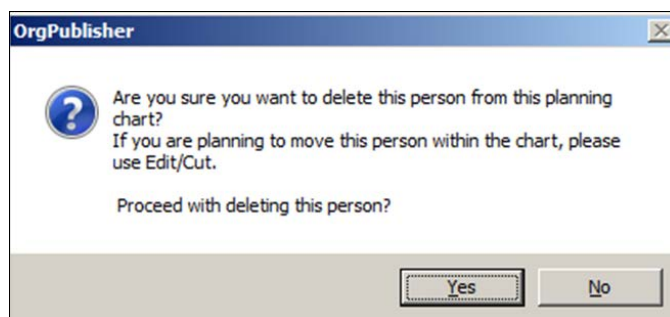 OrgPublisher
Are you sure you want to delete this person from this planning
chart?
If you are planning to move this person within the chart, please
use Edit/Cut.
Proceed with deleting this person?
Yes
No